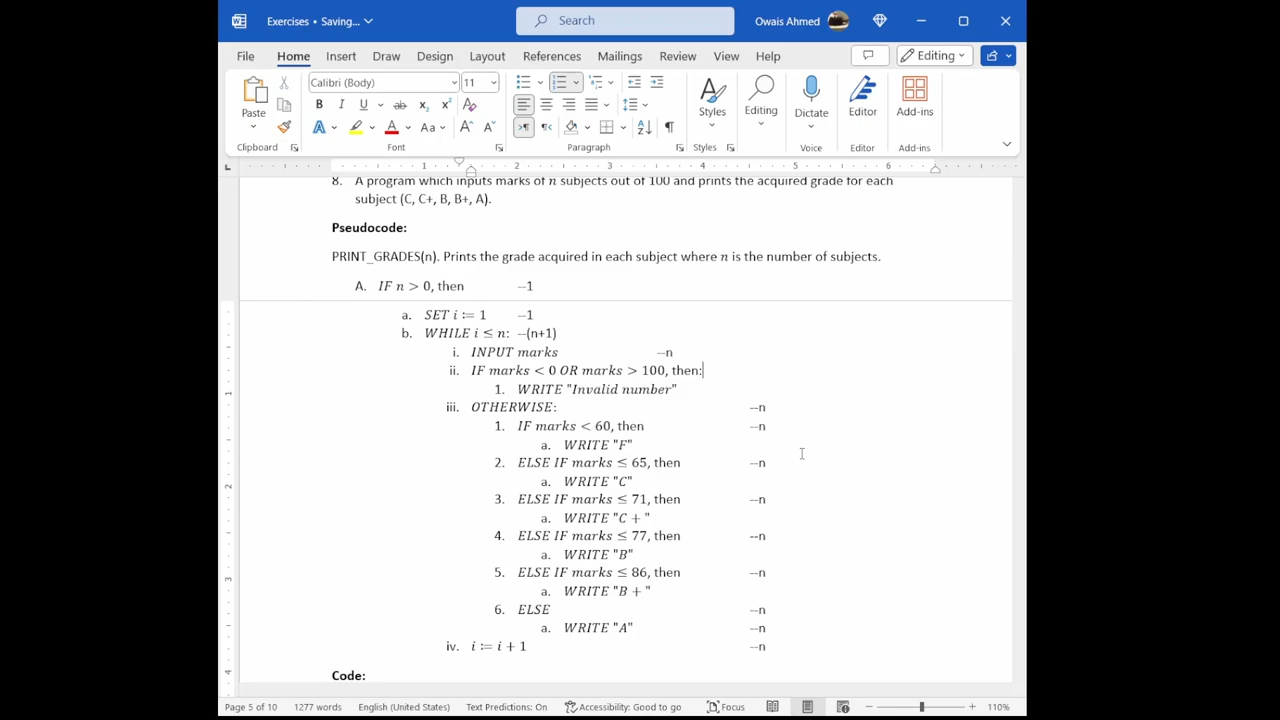 Exercises • Saving...
Search
Owais Ahmed
File Home Insert Draw Design Layout References Mailings Review View Help
Editing
Calibri (Body) 11
Paste
Styles
Editing
Dictate
Editor
Add-ins
Clipboard Font Paragraph Styles Voice Editor Add-ins
1 2 3 4 5 6
8. A program which inputs marks of n subjects out of 100 and prints the acquired grade for each
subject (C, C+, B, B+, A).
Pseudocode:
PRINT_GRADES(n). Prints the grade acquired in each subject where n is the number of subjects.
A. IF n > 0, then --1
a. SET i ≔ 1 --1
b. WHILE i ≤ n: --(n+1)
i. INPUT marks --n
ii. IF marks < 0 OR marks > 100, then:
1. WRITE "Invalid number"
iii. OTHERWISE: --n
1. IF marks < 60, then --n
a. WRITE "F"
2. ELSE IF marks ≤ 65, then --n
a. WRITE "C"
3. ELSE IF marks ≤ 71, then --n
a. WRITE "C + "
4. ELSE IF marks ≤ 77, then --n
a. WRITE "B"
5. ELSE IF marks ≤ 86, then --n
a. WRITE "B + "
6. ELSE --n
a. WRITE "A" --n
iv. i ≔ i + 1 --n
Code:
Page 5 of 10 1277 words English (United States) Text Predictions: On Accessibility: Good to go Focus 110%